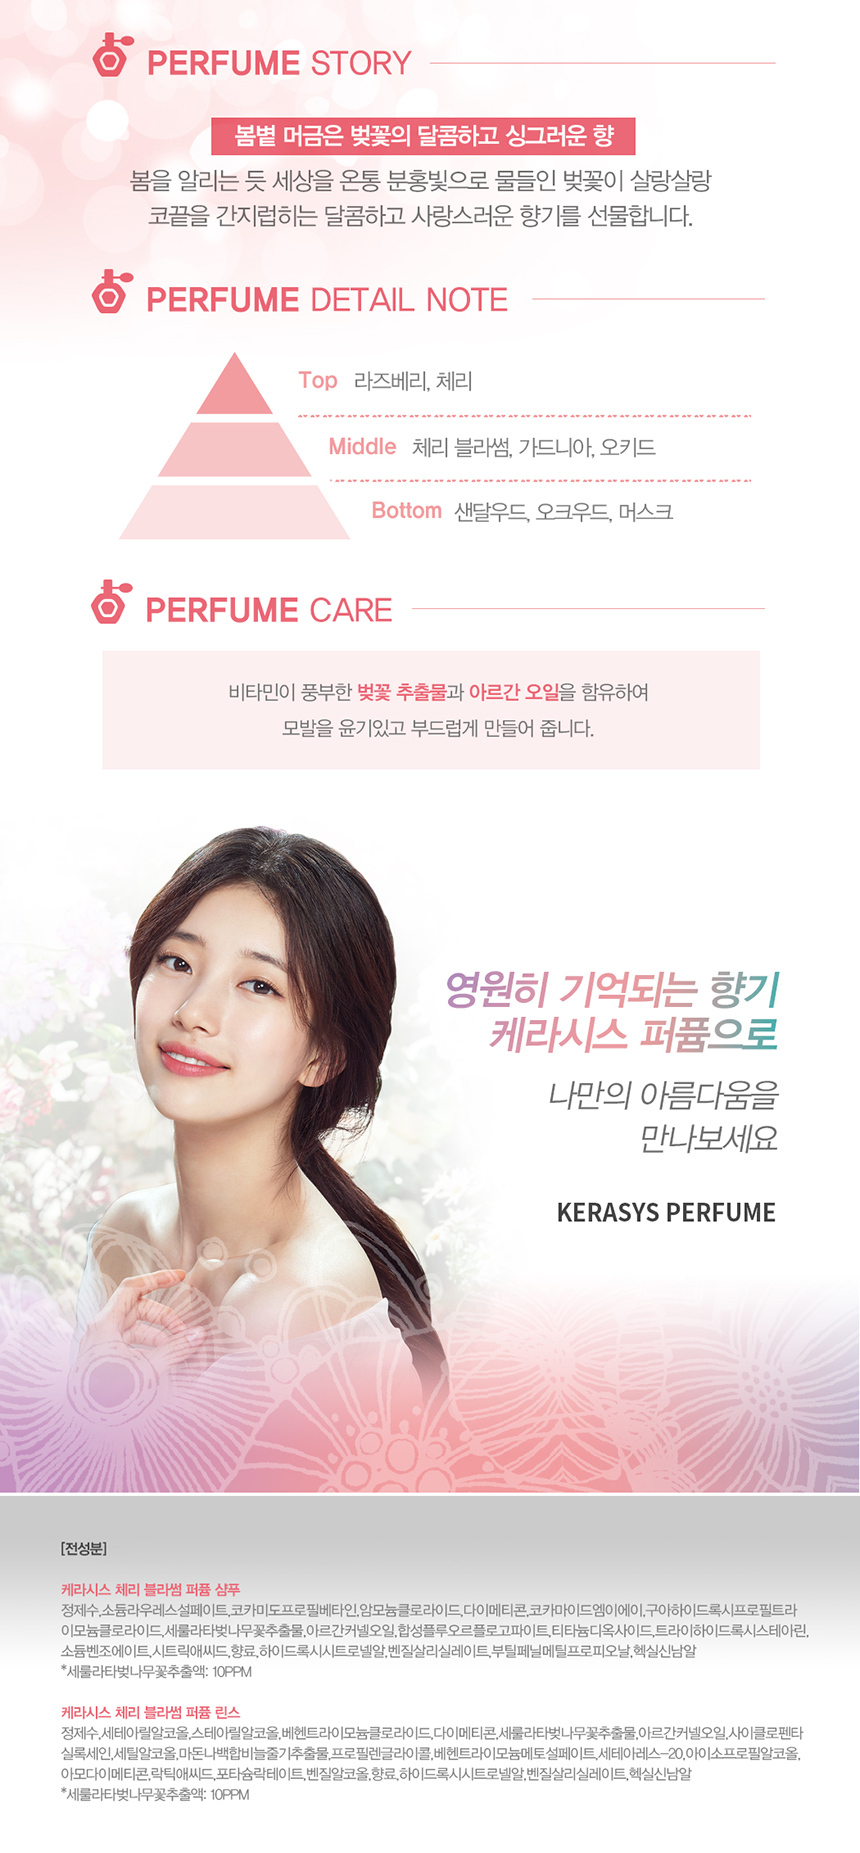 PERFUME STORY
봄볕 머금은 벚꽃의 달콤하고 싱그러운 향
봄을 알리는 듯 세상을 온통 분홍빛으로 물들인 벚꽃이 살랑살랑
코끝을 간지럽히는 달콤하고 사랑스러운 향기를 선물합니다.
PERFUME DETAIL NOTE
Top 라즈베리, 체리
Middle 체리 블라썸, 가드니아, 오키드
Bottom 샌달우드, 오크우드, 머스크
PERFUME CARE
비타민이 풍부한 벚꽃 추출물과 아르간 오일을 함유하여
모발을 윤기있고 부드럽게 만들어 줍니다.
영원히 기억되는 향기
케라시스 퍼퓸으로
나만의 아름다움을
만나보세요
KERASYS PERFUME
[전성분]
케라시스 체리 블라썸 퍼퓸 샴푸
정제수,소듐라우레스설페이트,코카미도프로필베타인,암모늄클로라이드,다이메티콘,코카마이드엠이에이,구아하이드록시프로필트라
이모늄클로라이드,세룰라타벚나무꽃추출물,아르간커넬오일,합성플루오르플로고파이트,티타늄디옥사이드,트라이하이드록시스테아린,
소듐벤조에이트,시트릭애씨드,향료,하이드록시시트로넬알,벤질살리실레이트,부틸페닐메틸프로피오날,헥실신남알
*세룰라타벚나무꽃추출액: 10PPM
케라시스 체리 블라썸 퍼퓸 린스
정제수,세테아릴알코올,스테아릴알코올,베헨트라이모늄클로라이드,다이메티콘,세룰라타벚나무꽃추출물,아르간커넬오일,사이클로펜타
실록세인,세틸알코올,마돈나백합비늘줄기추출물,프로필렌글라이콜,베헨트라이모늄메토설페이트,세테아레스-20,아이소프로필알코올,
아모다이메티콘,락틱애씨드,포타슘락테이트,벤질알코올,향료,하이드록시시트로넬알,벤질살리실레이트,헥실신남알
*세룰라타벚나무꽃추출액: 10PPM